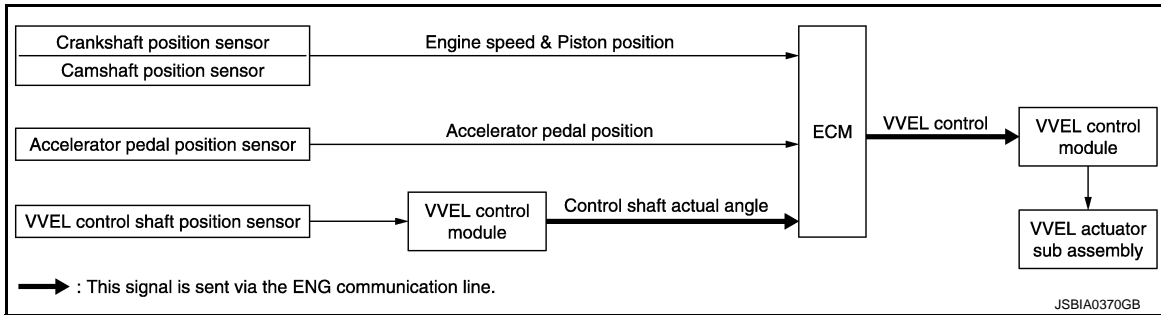 Crankshaft position sensor
Camshaft position sensor
Engine speed & Piston position
Accelerator pedal position sensor
Accelerator pedal position
VVEL control shaft position sensor
VVEL control
module
Control shaft actual angle
ECM
VVEL control
VVEL control
module
VVEL actuator
sub assembly
: This signal is sent via the ENG communication line.
JSBIA0370GB